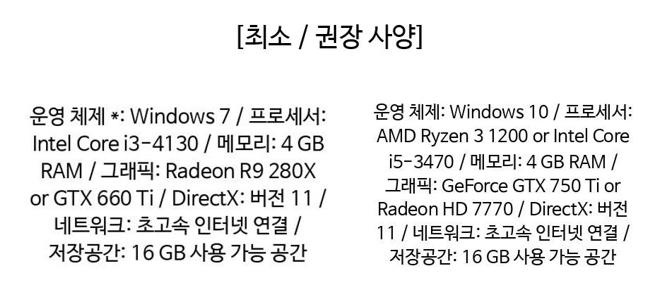 [최소 / 권장 사양]
운영 체제 *: Windows 7 / 프로세서:
Intel Core i3-4130 / 메모리: 4 GB
RAM / 그래픽: Radeon R9 280X
or GTX 660 Ti / DirectX: 버전 11 /
네트워크: 초고속 인터넷 연결 /
저장공간: 16 GB 사용 가능 공간
운영 체제: Windows 10 / 프로세서:
AMD Ryzen 3 1200 or Intel Core
i5-3470 / 메모리: 4 GB RAM /
그래픽: GeForce GTX 750 Ti or
Radeon HD 7770 / DirectX: 버전
11 / 네트워크: 초고속 인터넷 연결 /
저장공간: 16 GB 사용 가능 공간